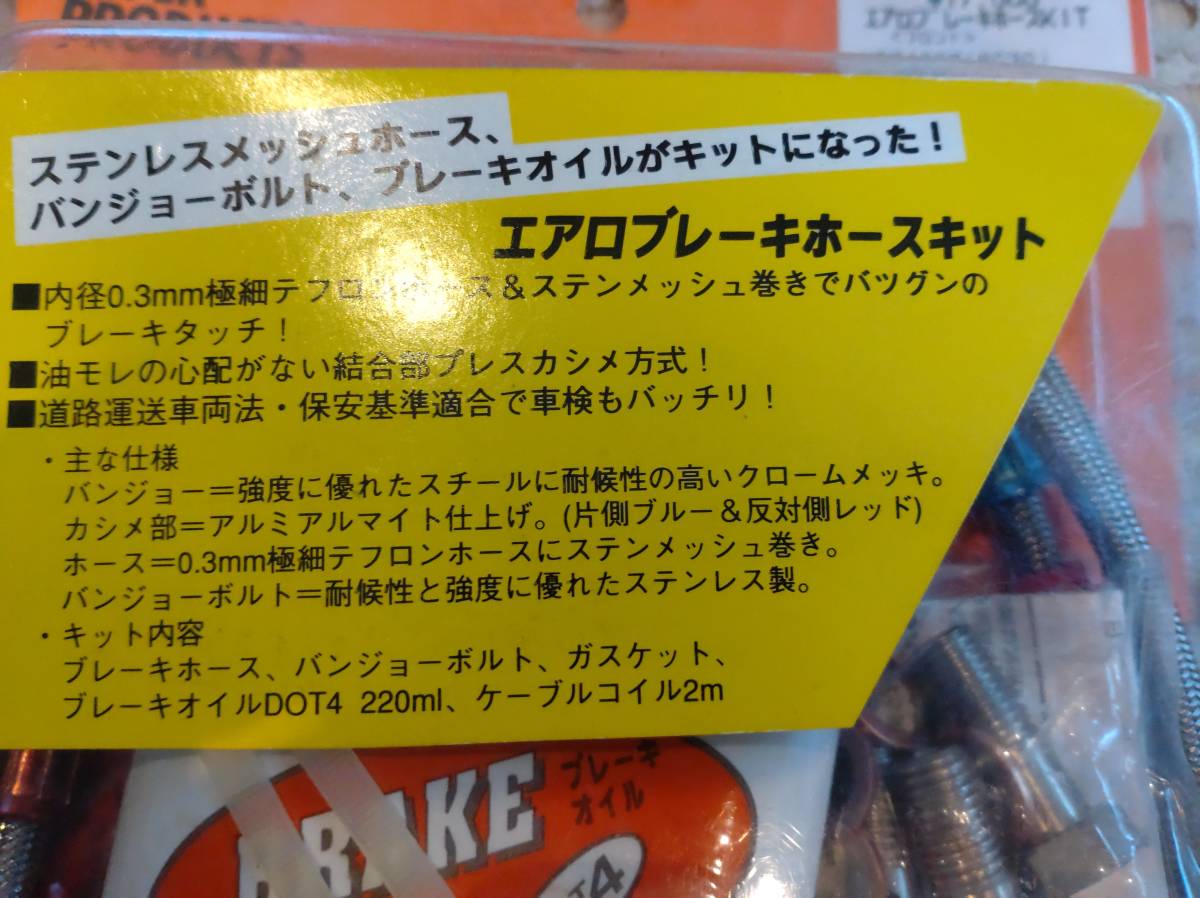 PRODUCTS
エアロブレーキホースKIT
ステンレスメッシュホース、
バンジョーボルト、ブレーキオイルがキットになった!
エアロブレーキホースキット
■内径0.3mm極細テフロンホース&ステンメッシュ巻きでバツグンの
ブレーキタッチ!
■油モレの心配がない結合部プレスカシメ方式!
■道路運送車両法・保安基準適合で車検もバッチリ!
・主な仕様
バンジョー=強度に優れたスチールに耐候性の高いクロームメッキ。
カシメ部=アルミアルマイト仕上げ。(片側ブルー&反対側レッド)
ホース=0.3mm極細テフロンホースにステンメッシュ巻き。
バンジョーボルト=耐候性と強度に優れたステンレス製。
・キット内容
ブレーキホース、バンジョーボルト、ガスケット、
ブレーキオイルDOT4 220ml、ケーブルコイル2m
BRAKE
ブレーキ
オイル